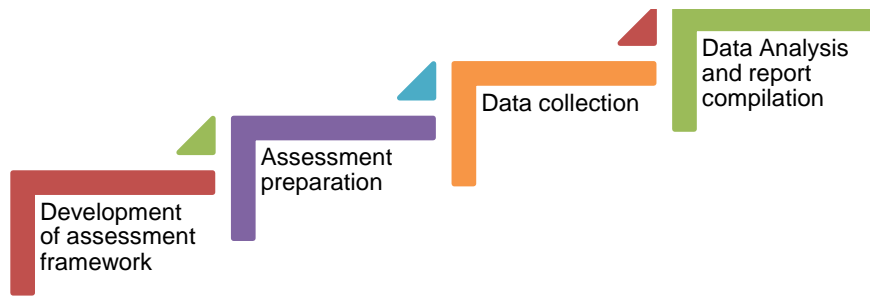 Development
of assessment
framework
Assessment
preparation
Data collection
Data Analysis
and report
compilation